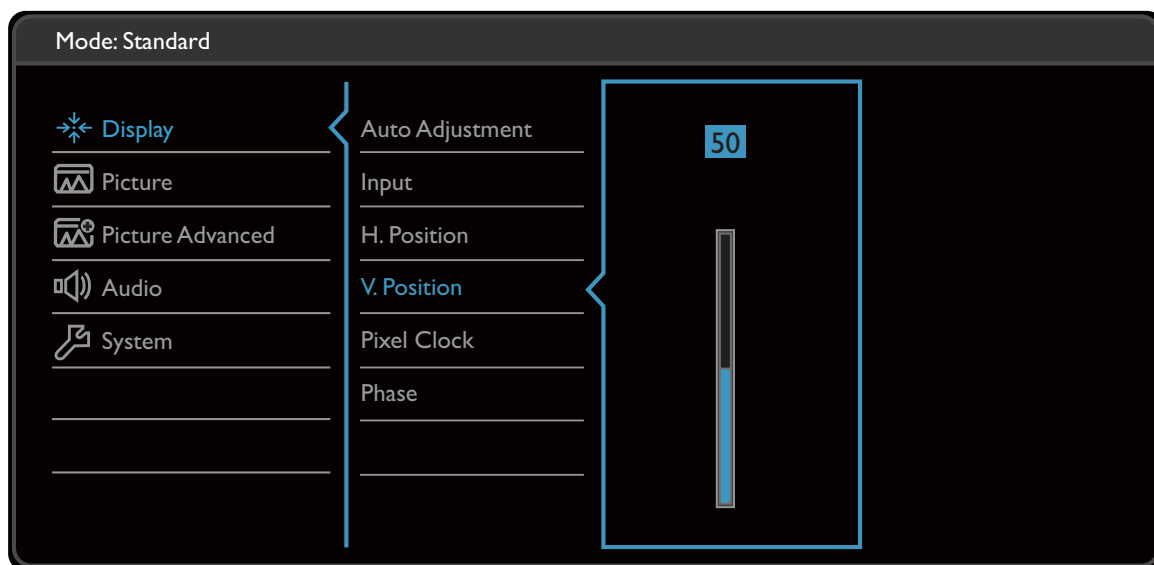 Mode: Standard
Display
Picture
Picture Advanced
Audio
System
Auto Adjustment
Input
H. Position
V. Position
Pixel Clock
Phase
50